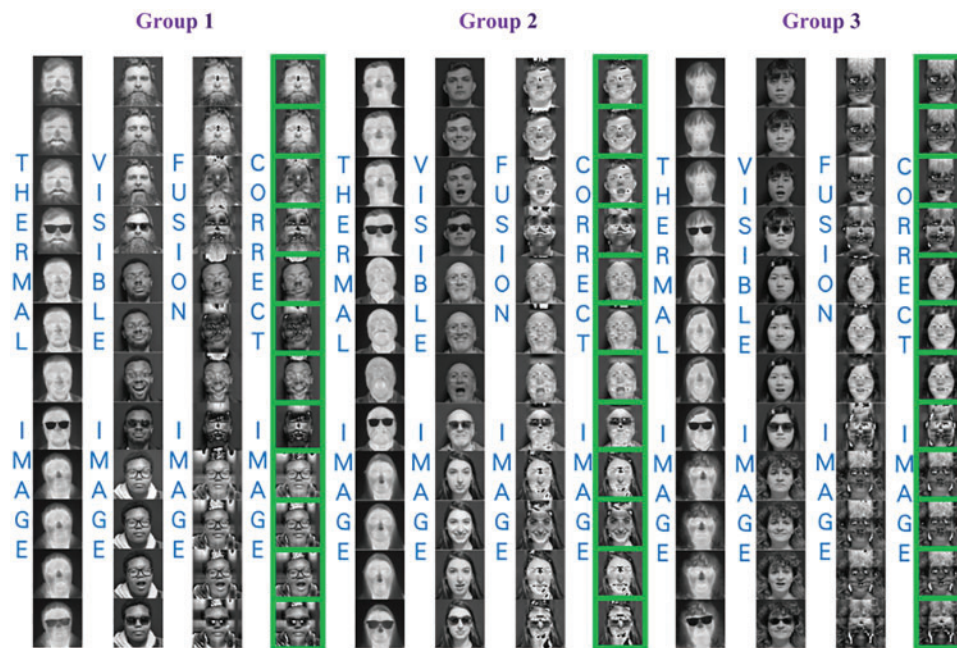 Group 1
Group 2
Group 3
THERMAL IMAGE
VISIBLE IMAGE
FUSION IMAGE
CORRECT IMAGE
THERMAL IMAGE
VISIBLE IMAGE
FUSION IMAGE
CORRECT IMAGE
THERMAL IMAGE
VISIBLE IMAGE
FUSION IMAGE
CORRECT IMAGE